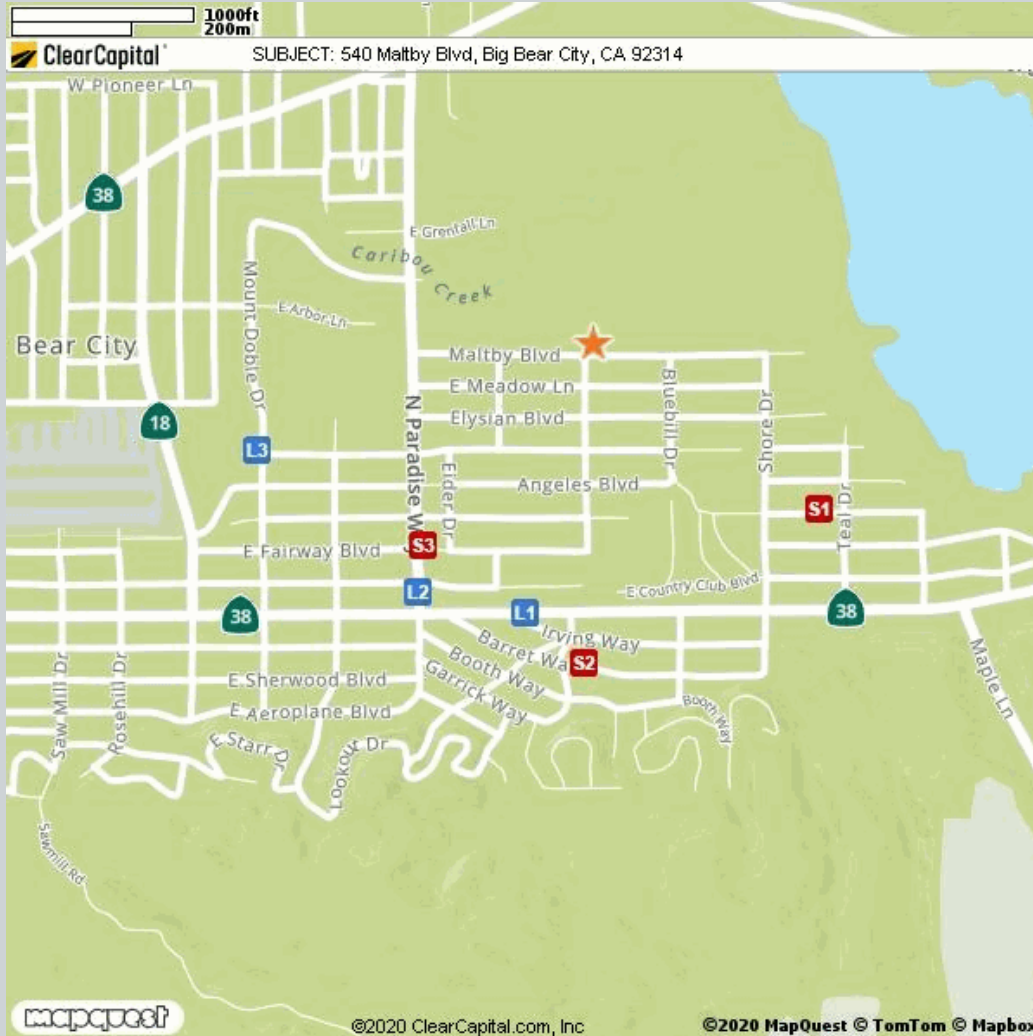 1000ft
200m
ClearCapital
SUBJECT: 540 Maltby Blvd, Big Bear City, CA 92314
W Pioneer Ln
38
E Grenfall Ln
Caribou Creek
Mount Doble Dr
E Arbor Ln
Bear City
Maltby Blvd
E Meadow Ln
Bluebill Dr
Shore Dr
N Paradise W
Elysian Blvd
18
L3
Eider Dr
Angeles Blvd
Teal Dr
S1
S3
E Fairway Blvd
L2
E Country Club Blvd
38
L1
38
Irving Way
Barret Wa
S2
Booth Way
Garrick Way
E Sherwood Blvd
Maple Ln
Saw Mill Dr
Rosehill Dr
E Aeroplane Blvd
Booth Way
E Starr Dr
Lookout Dr
Sawmill Rd
mapquest
©2020 ClearCapital.com, Inc
©2020 MapQuest © TomTom © Mapbo